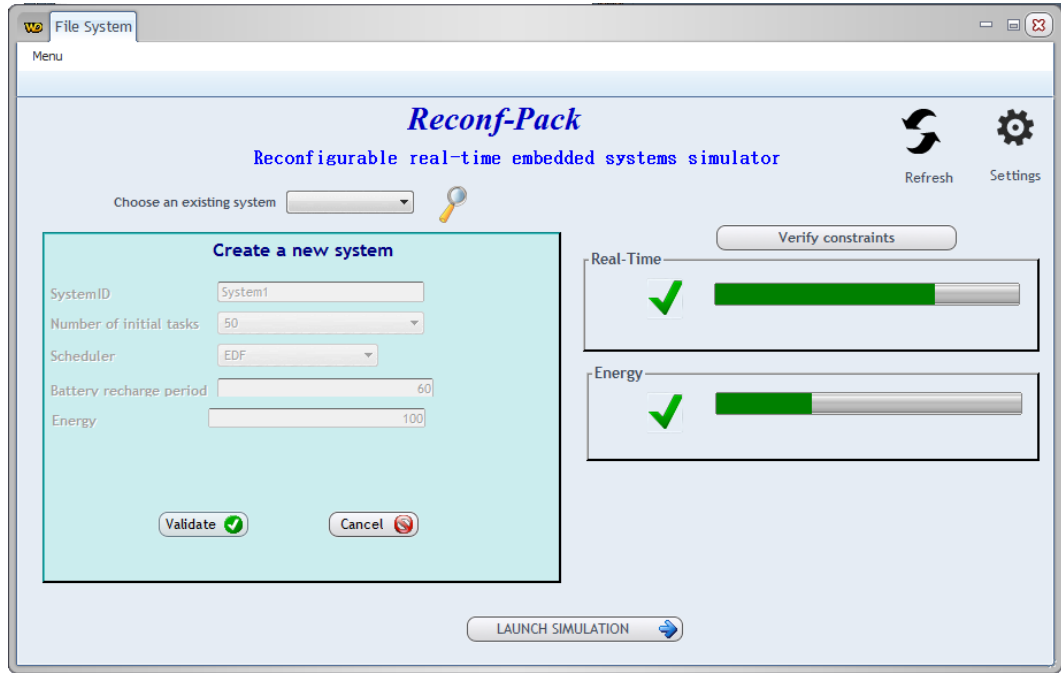 File System
Menu
Reconf-Pack
Reconfigurable real-time embedded systems simulator
Refresh
Settings
Choose an existing system
Create a new system
SystemID System1
Number of initial tasks 50
Scheduler EDF
Battery recharge period 60
Energy 100
Validate Cancel
Verify constraints
Real-Time
Energy
LAUNCH SIMULATION